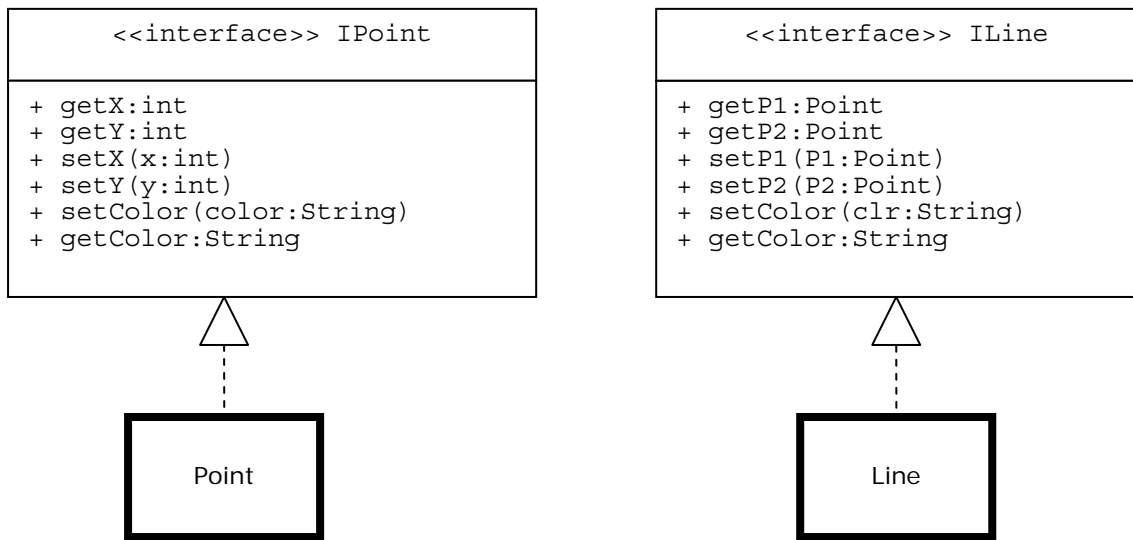 <<interface>> IPoint
+ getX:int
+ getY:int
+ setX(x:int)
+ setY(y:int)
+ setColor(color:String)
+ getColor:String
Point
<<interface>> ILine
+ getP1:Point
+ getP2:Point
+ setP1(P1:Point)
+ setP2(P2:Point)
+ setColor(clr:String)
+ getColor:String
Line